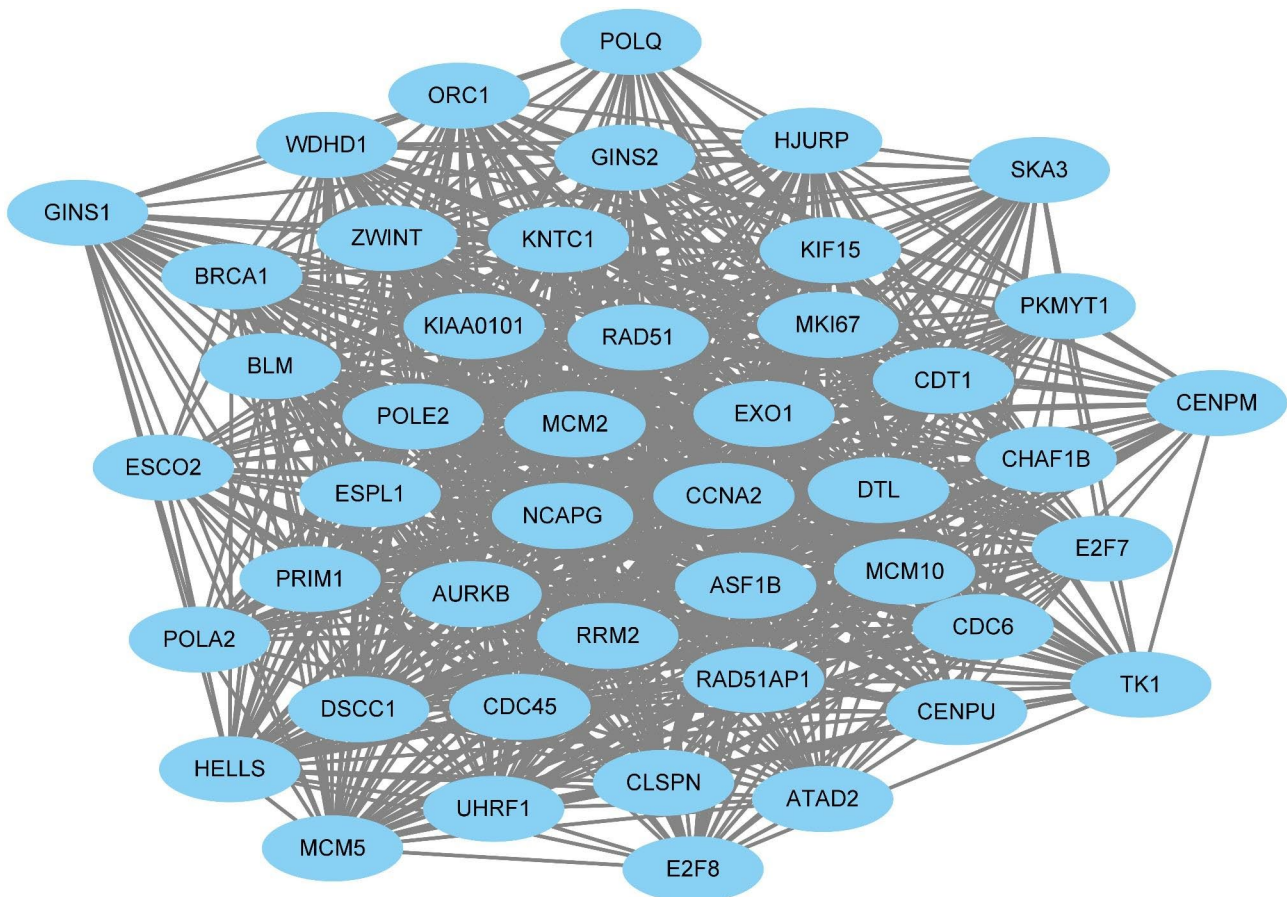 POLQ
ORC1
WDHD1
GINS2
HJURP
SKA3
GINS1
ZWINT
KNTC1
KIF15
BRCA1
PKMYT1
KIAA0101
RAD51
MKI67
BLM
CDT1
CENPM
POLE2
MCM2
EXO1
ESCO2
CHAF1B
ESPL1
NCAPG
CCNA2
DTL
E2F7
PRIM1
AURKB
ASF1B
MCM10
POLA2
RRM2
CDC6
RAD51AP1
TK1
DSCC1
CDC45
CENPU
HELLS
CLSPN
ATAD2
UHRF1
MCM5
E2F8